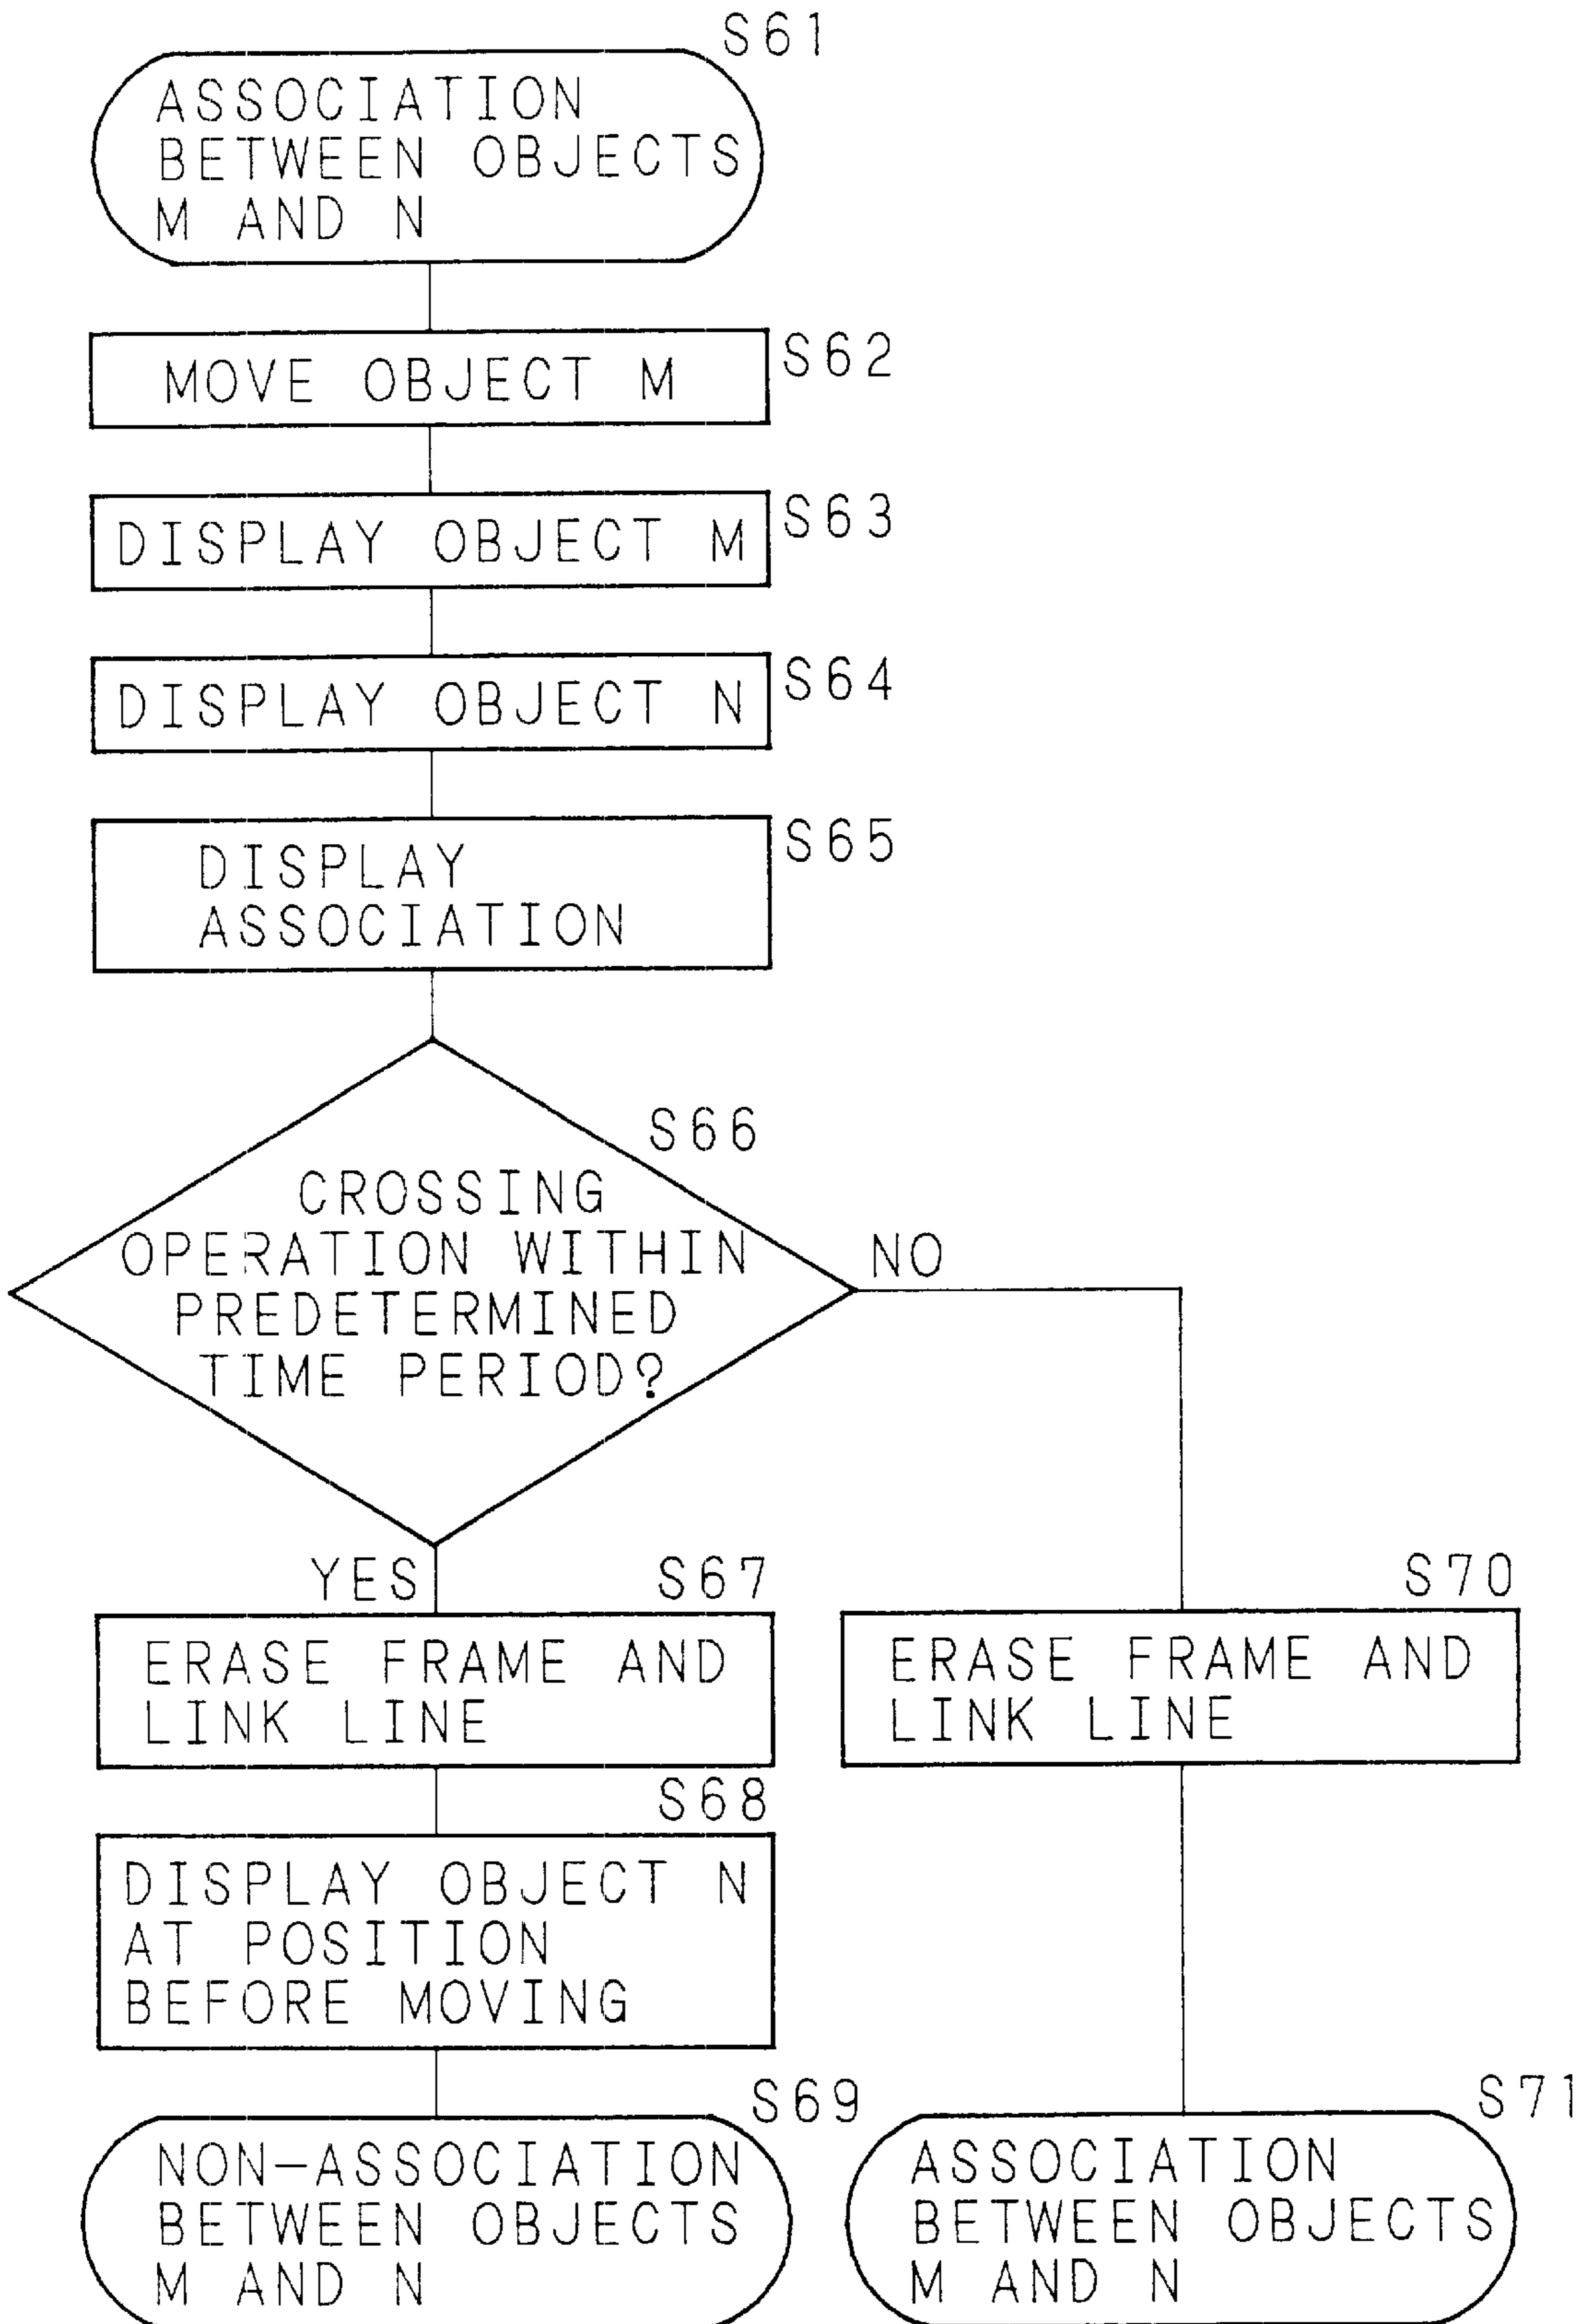 S61
ASSOCIATION
BETWEEN OBJECTS
M AND N
S62
MOVE OBJECT M
S63
DISPLAY OBJECT M
S64
DISPLAY OBJECT N
S65
DISPLAY
ASSOCIATION
S66
CROSSING
OPERATION WITHIN
PREDETERMINED
TIME PERIOD?
NO
YES
S67
ERASE FRAME AND
LINK LINE
S68
DISPLAY OBJECT N
AT POSITION
BEFORE MOVING
S69
NON-ASSOCIATION
BETWEEN OBJECTS
M AND N
S70
ERASE FRAME AND
LINK LINE
S71
ASSOCIATION
BETWEEN OBJECTS
M AND N